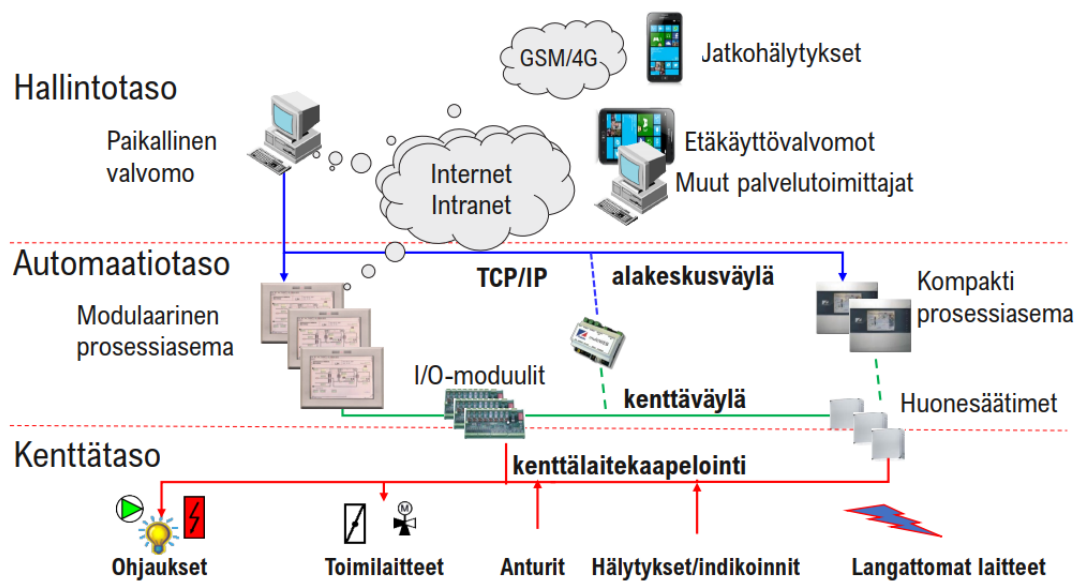 GSM/4G
Jatkohälytykset
Hallintotaso
Paikallinen
valvomo
Internet
Intranet
Etäkäyttövalvomot
Muut palvelutoimittajat
Automaatiotaso
TCP/IP
alakeskusväylä
Kompakti
prosessiasema
Modulaarinen
prosessiasema
I/O-moduulit
kenttäväylä
Huonesäätimet
Kenttätaso
kenttälaitekaapelointi
M
Ohjaukset
Toimilaitteet
Anturit
Hälytykset/indikoinnit
Langattomat laitteet